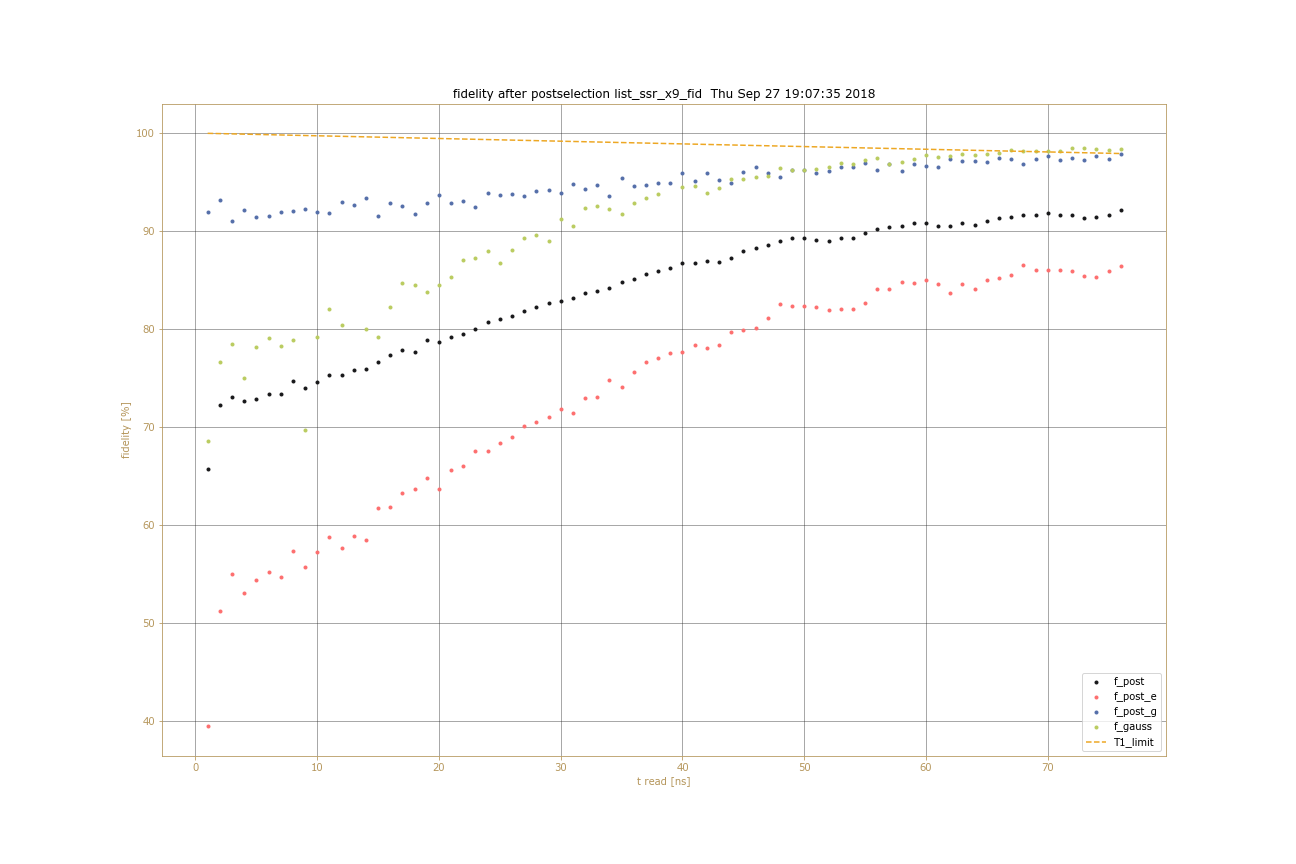 fidelity after postselection list_ssr_x9_fid  Thu Sep 27 19:07:35 2018
100
90
80
70
60
50
40
fidelity [%]
0 10 20 30 40 50 60 70
t read [ns]
f_post
f_post_e
f_post_g
f_gauss
T1_limit